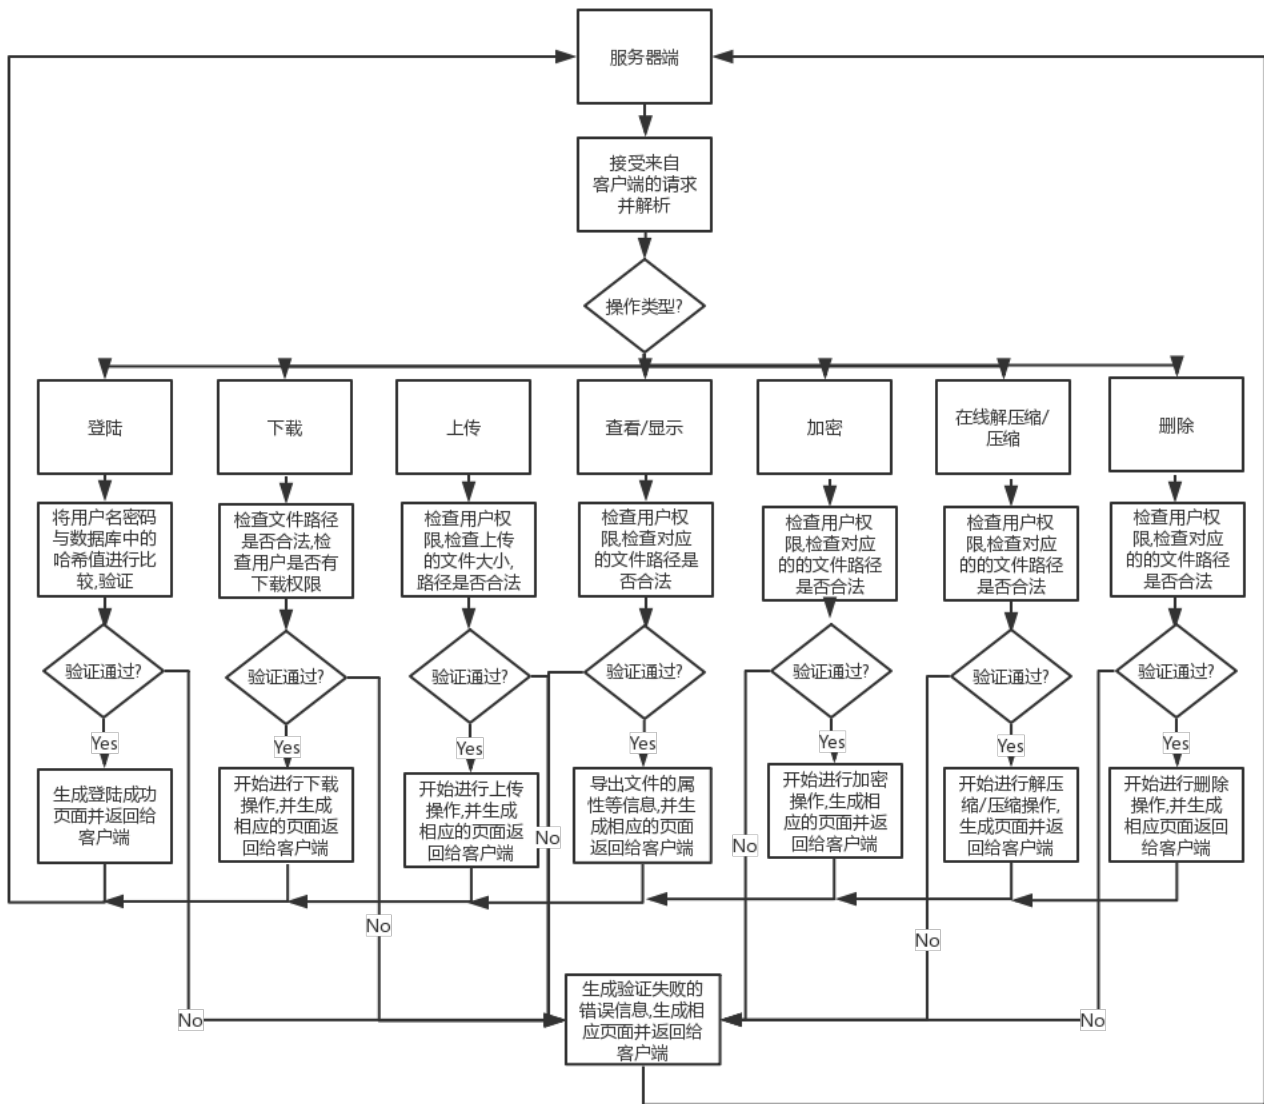 服务器端
接受来自
客户端的请求
并解析
操作类型?
登陆
下载
上传
查看/显示
加密
在线解压缩/
压缩
删除
将用户名密码
与数据库中的
哈希值进行比
较,验证
检查文件路径
是否合法,检
查用户是否有
下载权限
检查用户权
限,检查上传
的文件大小,
路径是否合法
检查用户权
限,检查对应
的文件路径是
否合法
检查用户权
限,检查对应
的的文件路径
是否合法
检查用户权
限,检查对应
的的文件路径
是否合法
检查用户权
限,检查对应
的的文件路径
是否合法
验证通过?
验证通过?
验证通过?
验证通过?
验证通过?
验证通过?
验证通过?
Yes
Yes
Yes
Yes
Yes
Yes
Yes
生成登陆成功
页面并返回给
客户端
开始进行下载
操作,并生成
相应的页面返
回给客户端
开始进行上传
操作,并生成
相应的页面返
回给客户端
导出文件的属
性等信息,并生
成相应的页面
返回给客户端
开始进行加密
操作,生成相
应的页面并返
回给客户端
开始进行解压
缩/压缩操作,
生成页面并返
回给客户端
开始进行删除
操作,并生成
相应页面返回
给客户端
No
No
No
No
No
No
生成验证失败的
错误信息,生成相
应页面并返回给
客户端